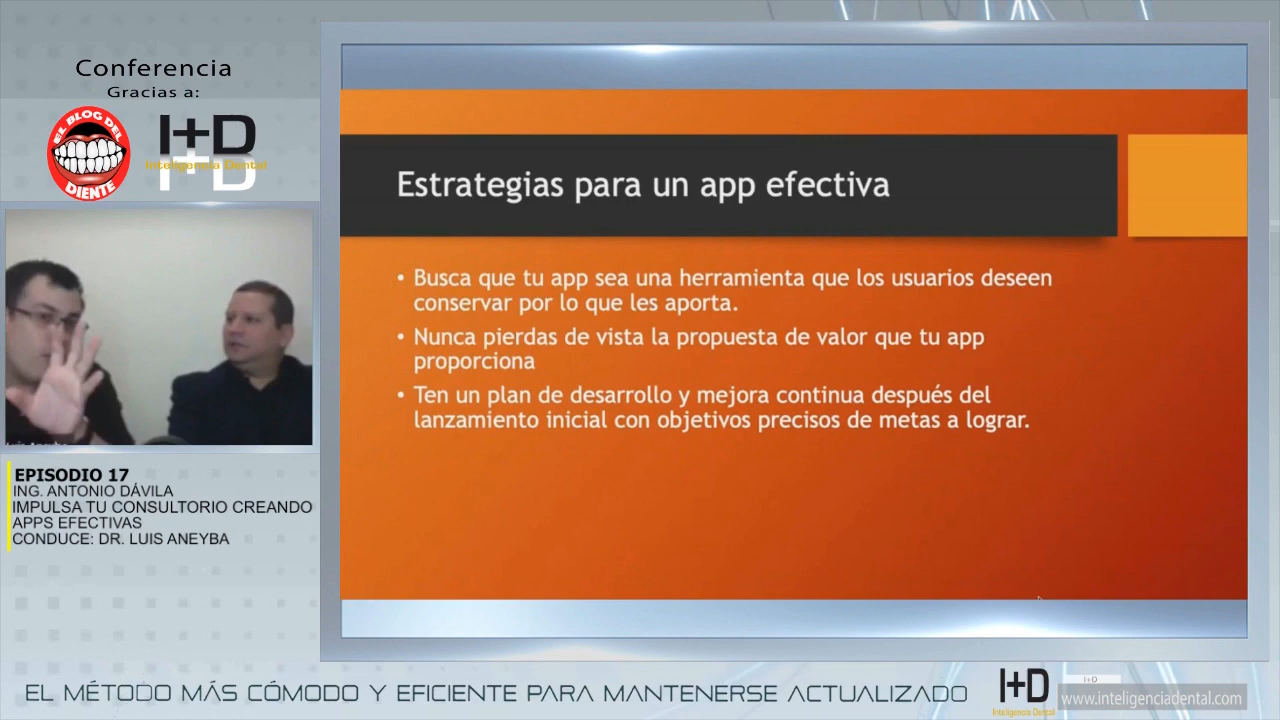 Conferencia
Gracias a:
EL BLOG DEL
DIENTE
I+D
Inteligencia Dental
I+D
Estrategias para un app efectiva
• Busca que tu app sea una herramienta que los usuarios deseen
conservar por lo que les aporta.
• Nunca pierdas de vista la propuesta de valor que tu app
proporciona
• Ten un plan de desarrollo y mejora continua después del
lanzamiento inicial con objetivos precisos de metas a lograr.
EPISODIO 17
ING. ANTONIO DÁVILA
IMPULSA TU CONSULTORIO CREANDO
APPS EFECTIVAS
CONDUCE: DR. LUIS ANEYBA
EL MÉTODO MÁS CÓMODO Y EFICIENTE PARA MANTENERSE ACTUALIZADO
I+D
Inteligencia Dental
I+D
www.inteligenciadental.com